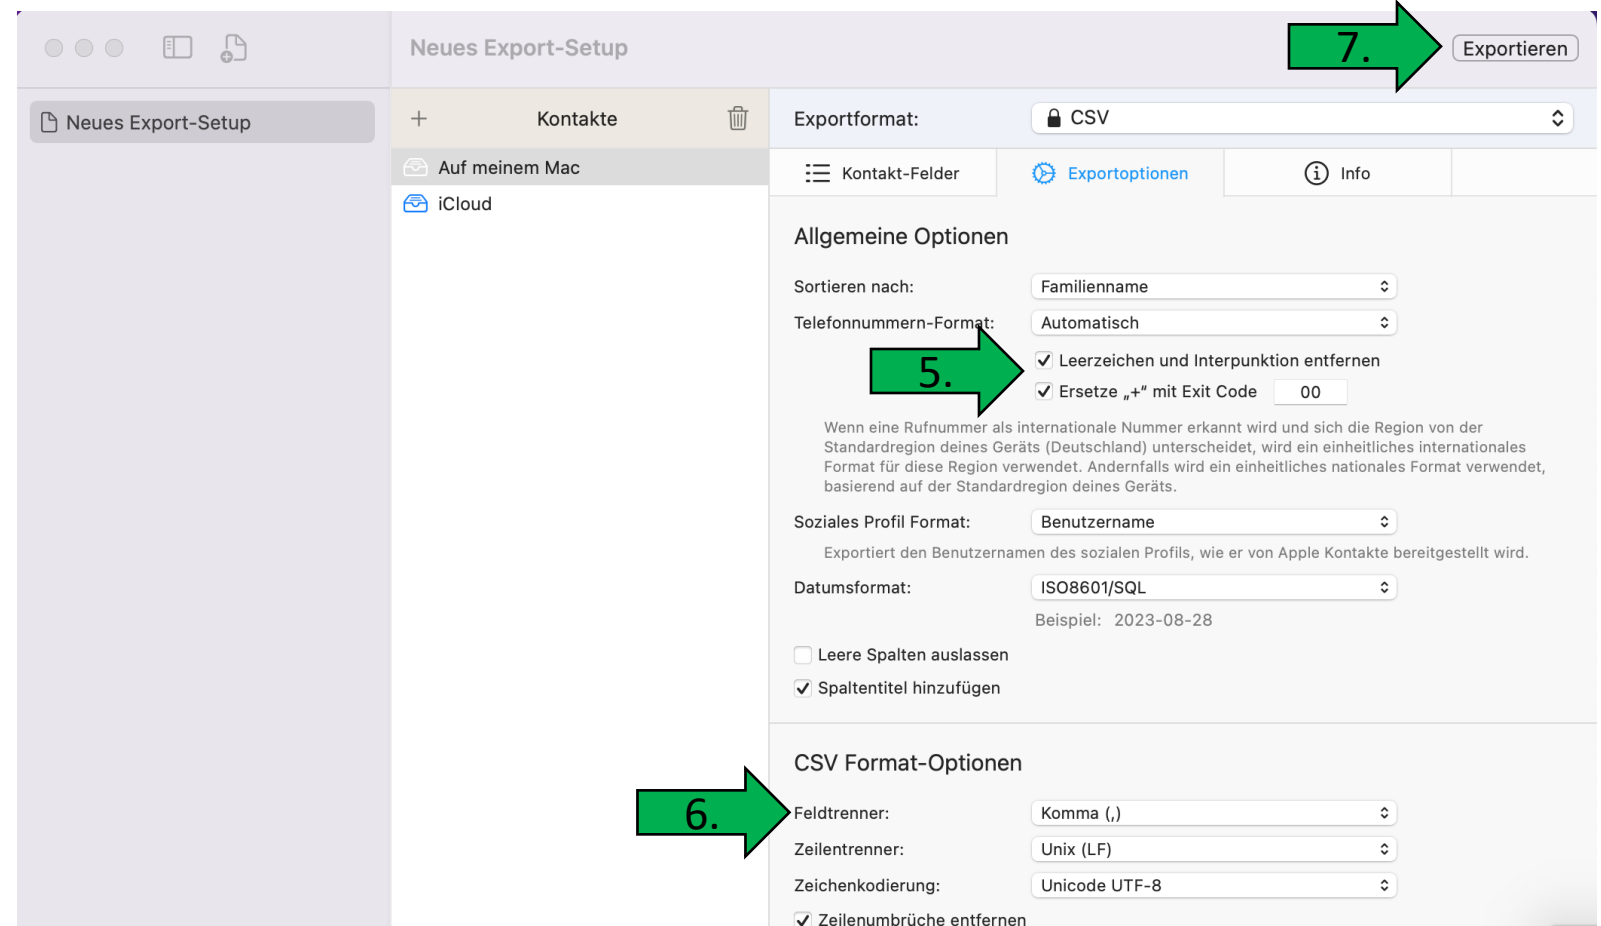 Neues Export-Setup
7.
Exportieren
Neues Export-Setup
Kontakte
Exportformat:
CSV
Auf meinem Mac
iCloud
Kontakt-Felder
Exportoptionen
Info
Allgemeine Optionen
Sortieren nach:
Familienname
Telefonnummern-Format:
Automatisch
5.
Leerzeichen und Interpunktion entfernen
Ersetze „+“ mit Exit Code
00
Wenn eine Rufnummer als internationale Nummer erkannt wird und sich die Region von der
Standardregion deines Geräts (Deutschland) unterscheidet, wird ein einheitliches internationales
Format für diese Region verwendet. Andernfalls wird ein einheitliches nationales Format verwendet,
basierend auf der Standardregion deines Geräts.
Soziales Profil Format:
Benutzername
Exportiert den Benutzernamen des sozialen Profils, wie er von Apple Kontakte bereitgestellt wird.
Datumsformat:
ISO8601/SQL
Beispiel: 2023-08-28
Leere Spalten auslassen
Spaltentitel hinzufügen
CSV Format-Optionen
6.
Feldtrenner:
Komma (,)
Zeilentrenner:
Unix (LF)
Zeichenkodierung:
Unicode UTF-8
Zeilenumbrüche entfernen